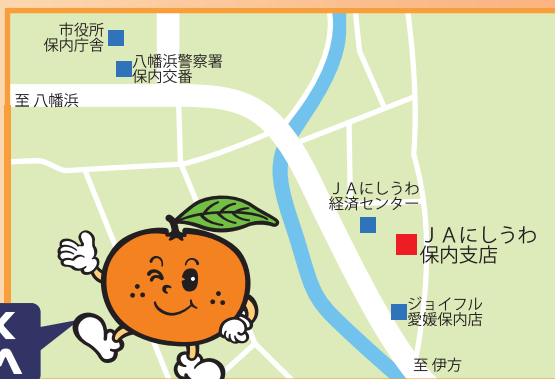 市役所
保内庁舎
八幡浜警察署
保内交番
至 八幡浜
ＪＡにしうわ
経済センター
ＪＡにしうわ
保内支店
ジョイフル
愛媛保内店
至 伊方